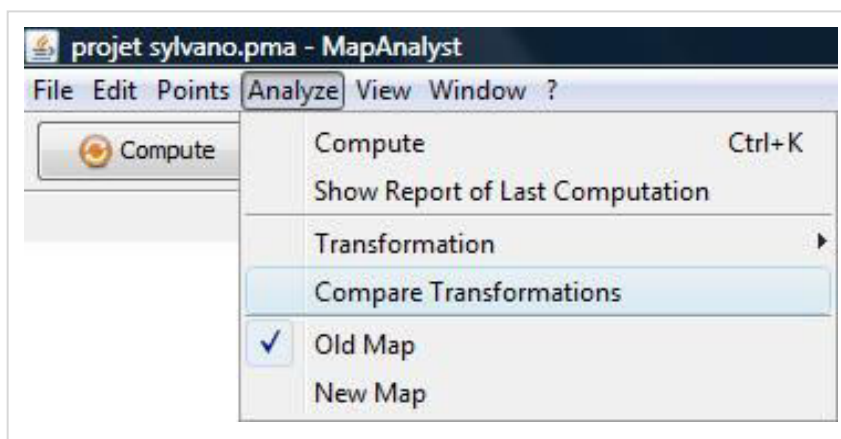 projet sylvano.pma - MapAnalyst
File Edit Points Analyze View Window ?
Compute
Compute Ctrl+K
Show Report of Last Computation
Transformation
Compare Transformations
Old Map
New Map